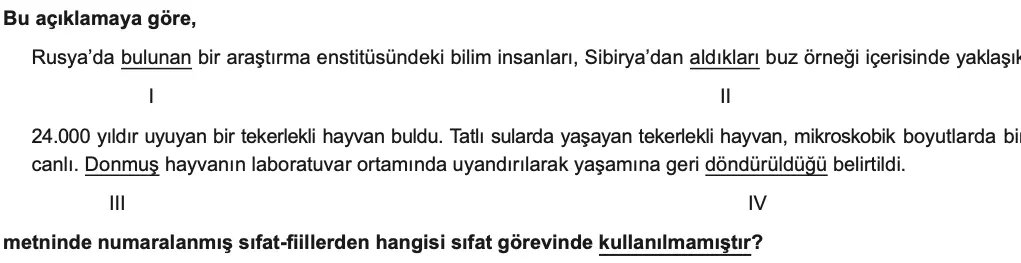 Bu açıklamaya göre,
Rusya'da bulunan bir araştırma enstitüsündeki bilim insanları, Sibirya'dan aldıkları buz örneği içerisinde yaklaşık
I II
24.000 yıldır uyuyan bir tekerlekli hayvan buldu. Tatlı sularda yaşayan tekerlekli hayvan, mikroskobik boyutlarda bir
canlı. Donmuş hayvanın laboratuvar ortamında uyandırılarak yaşamına geri döndürüldüğü belirtildi.
III IV
metninde numaralanmış sıfat-fiillerden hangisi sıfat görevinde kullanılmamıştır?